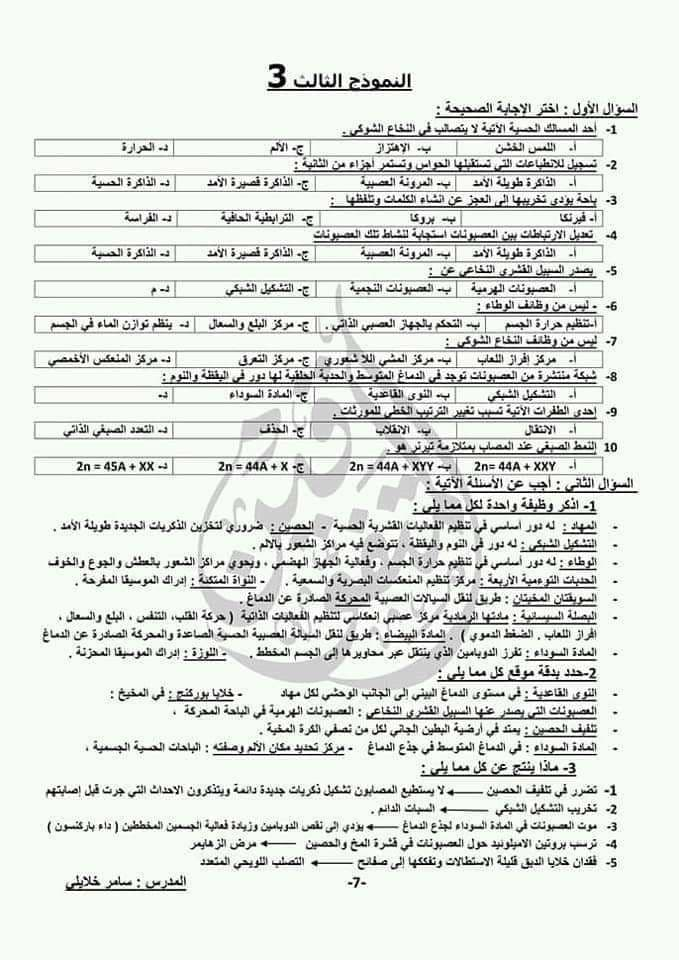 النموذج الثالث 3
السؤال الأول : اختر الإجابة الصحيحة :
1- أحد المسالك الحسية الآتية لا يتصالب في النخاع الشوكي .
أ- اللمس الخشن ب- الإهتزاز ج- الألم د- الحرارة
2- تسجيل للانطباعات التي تستقبلها الحواس وتستمر أجزاء من الثانية :
أ- الذاكرة طويلة الأمد ب- المرونة العصبية ج- الذاكرة قصيرة الأمد د- الذاكرة الحسية
3- باحة يؤدي تخريبها إلى العجز عن انشاء الكلمات وتلفظها :
أ- فيرنكا ب- بروكا ج- الترابطية الحافية د- الفراسة
4- تعديل الارتباطات بين العصبونات استجابة لنشاط تلك العصبونات
أ- الذاكرة طويلة الأمد ب- المرونة العصبية ج- الذاكرة قصيرة الأمد د- الذاكرة الحسية
5- يصدر السبيل القشري النخاعي عن :
أ- العصبونات الهرمية ب- العصبونات النجمية ج- التشكيل الشبكي د- م
6- - ليس من وظائف الوطاء :
أ-تنظيم حرارة الجسم ب- التحكم بالجهاز العصبي الذاتي . ج- مركز البلع والسعال د- ينظم توازن الماء في الجسم
7- ليس من وظائف النخاع الشوكي :
أ- مركز إفراز اللعاب ب- مركز المشي اللا شعوري ج- مركز التعرق د- مركز المنعكس الأخمصي
8- شبكة منتشرة من العصبونات توجد في الدماغ المتوسط والحدبة الحلقية لها دور في اليقظة والنوم :
أ- التشكيل الشبكي ب- النوى القاعدية ج- المادة السوداء د-
9- إحدى الطفرات الآتية تسبب تغيير الترتيب الخطي للمورثات .
أ- الانتقال ب- الانقلاب ج- الحذف د- التعدد الصبغي الذاتي
10 النمط الصبغي عند المصاب بمتلازمة تيرنر هو .
أ- 2n= 44A + XXY ب- 2n = 44A + XYY ج- 2n = 44A + X د- 2n = 45A + XX
السؤال الثاني : أجب عن الأسئلة الآتية :
1- اذكر وظيفة واحدة لكل مما يلي :
- المهاد : له دور أساسي في تنظيم الفعاليات القشرية الحسية - الحصين : ضروري لتخزين الذكريات الجديدة طويلة الأمد .
- التشكيل الشبكي : له دور في النوم واليقظة ، تتوضع فيه مراكز الشعور بالالم .
- الوطاء : له دور أساسي في تنظيم حرارة الجسم ، وفعالية الجهاز الهضمي ، ويحوي مراكز الشعور بالعطش والجوع والخوف
- الحدبات التوءمية الأربعة : مركز تنظيم المنعكسات البصرية والسمعية . - النواة المتكئة : إدراك الموسيقا المفرحة .
- السويقتان المخيتان : طريق لنقل السيالات العصبية المحركة الصادرة عن الدماغ .
- البصلة السيسائية : مادتها الرمادية مركز عصبي إنعكاسي لتنظيم الفعاليات الذاتية ( حركة القلب، التنفس ، البلع والسعال ،
إفراز اللعاب . الضغط الدموي ) . المادة البيضاء : طريق لنقل السيالة العصبية الحسية الصاعدة والمحركة الصادرة عن الدماغ
- المادة السوداء : تفرز الدوبامين الذي ينتقل عبر محاويرها إلى الجسم المخطط . - اللوزة : إدراك الموسيقا المحزنة .
2-حدد بدقة موقع كل مما يلي :
- النوى القاعدية : في مستوى الدماغ البيني إلى الجانب الوحشي لكل مهاد - خلايا بوركنج : في المخيخ :
- العصبونات التي يصدر عنها السبيل القشري النخاعي : العصبونات الهرمية في الباحة المحركة ،
- تلفيف الحصين : يمتد في أرضية البطين الجاني لكل من نصفي الكرة المخية .
- المادة السوداء : في الدماغ المتوسط في جذع الدماغ - مركز تحديد مكان الألم وصفته : الباحات الحسية الجسمية ،
3- ماذا ينتج عن كل مما يلي :
1- تضرر في تلفيف الحصين ← لا يستطيع المصابون تشكيل ذكريات جديدة دائمة ويتذكرون الاحداث التي جرت قبل إصابتهم
2- تخريب التشكيل الشبكي ← السبات الدائم .
3- موت العصبونات في المادة السوداء لجذع الدماغ ← يؤدي إلى نقص الدوبامين وزيادة فعالية الجسمين المخططين ( داء باركنسون )
4- ترسب بروتين الاميلوئيد حول العصبونات في قشرة المخ والحصين ← مرض الزهايمر
5- فقدان خلايا الدبق قليلة الاستطالات وتفككها إلى صفائح ← التصلب اللويحي المتعدد
-7- المدرس : سامر خلايلي